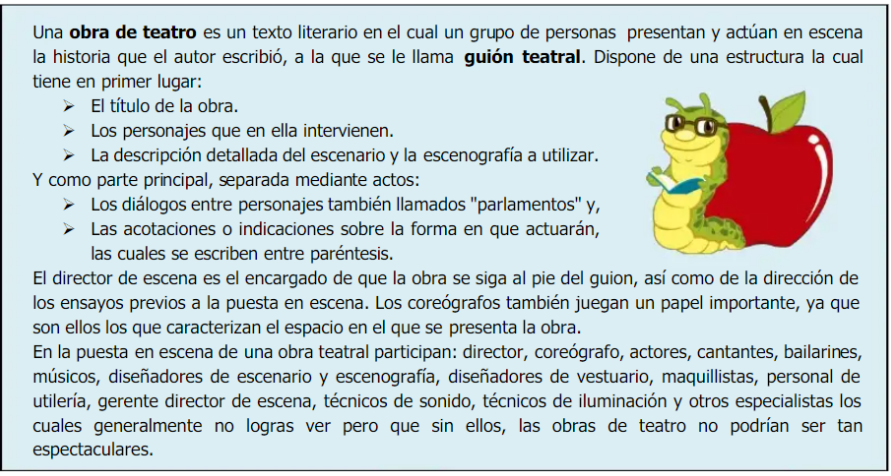 Una obra de teatro es un texto literario en el cual un grupo de personas presentan y actúan en escena
la historia que el autor escribió, a la que se le llama guión teatral. Dispone de una estructura la cual
tiene en primer lugar:
➢ El título de la obra.
➢ Los personajes que en ella intervienen.
➢ La descripción detallada del escenario y la escenografía a utilizar.
Y como parte principal, separada mediante actos:
➢ Los diálogos entre personajes también llamados "parlamentos" y,
➢ Las acotaciones o indicaciones sobre la forma en que actuarán,
las cuales se escriben entre paréntesis.
El director de escena es el encargado de que la obra se siga al pie del guion, así como de la dirección de
los ensayos previos a la puesta en escena. Los coreógrafos también juegan un papel importante, ya que
son ellos los que caracterizan el espacio en el que se presenta la obra.
En la puesta en escena de una obra teatral participan: director, coreógrafo, actores, cantantes, bailarines,
músicos, diseñadores de escenario y escenografía, diseñadores de vestuario, maquillistas, personal de
utilería, gerente director de escena, técnicos de sonido, técnicos de iluminación y otros especialistas los
cuales generalmente no logras ver pero que sin ellos, las obras de teatro no podrían ser tan
espectaculares.